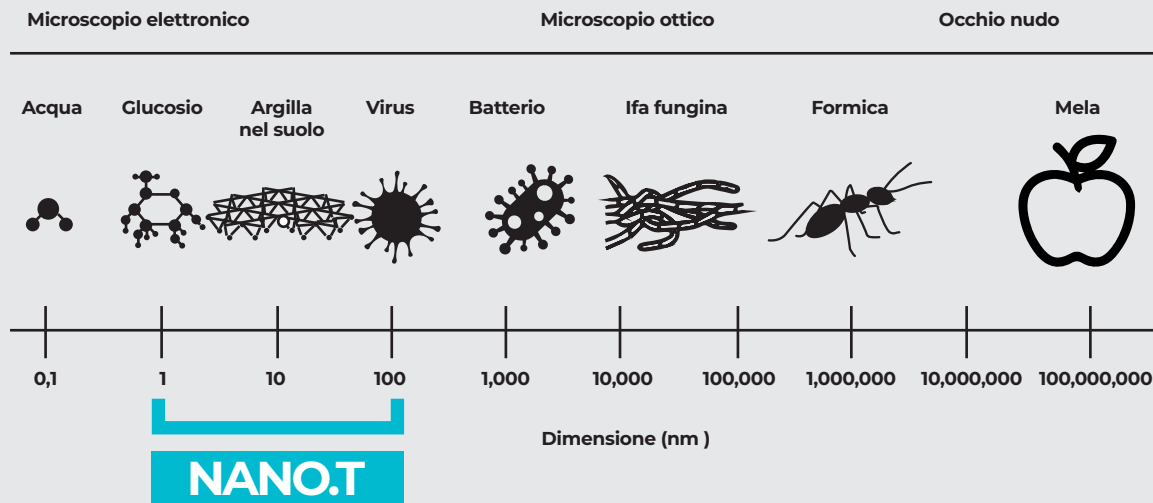 Microscopio elettronico Microscopio ottico Occhio nudo
Acqua Glucosio Argilla nel suolo Virus Batterio Ifa fungina Formica Mela
0,1 1 10 100 1,000 10,000 100,000 1,000,000 10,000,000 100,000,000
Dimensione (nm )
NANO.T